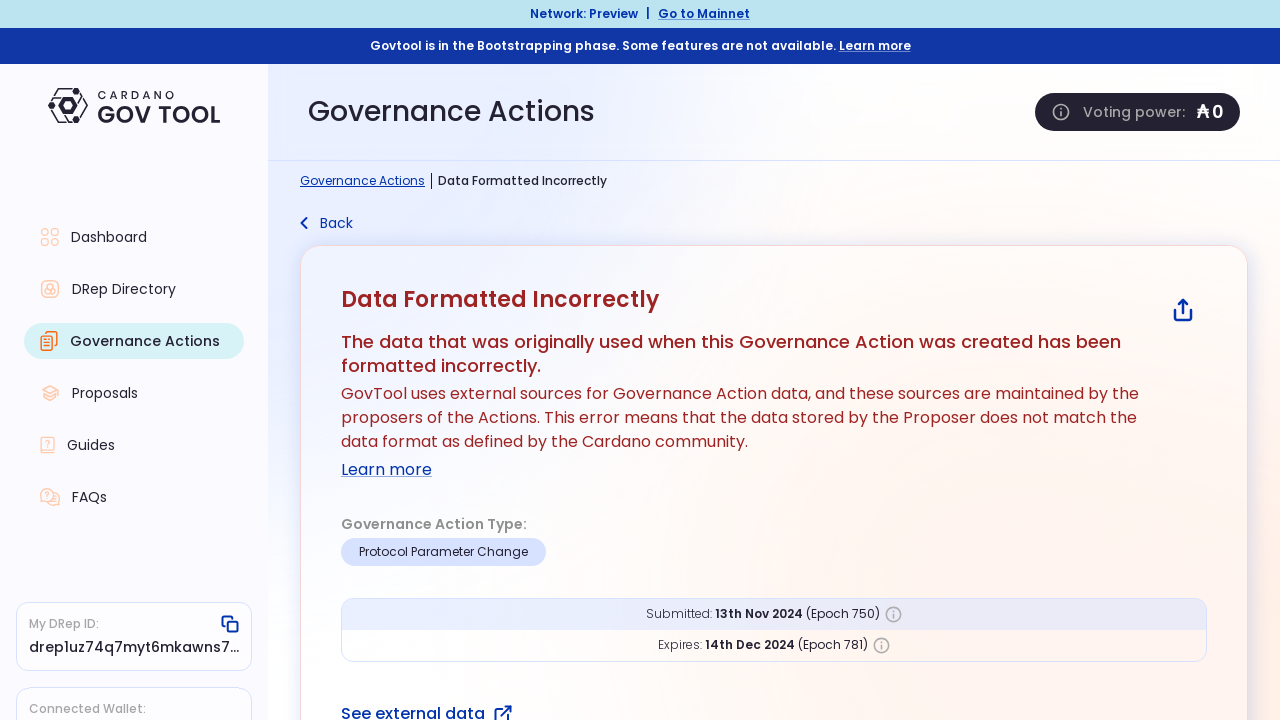 Network: Preview | Go to Mainnet
Govtool is in the Bootstrapping phase. Some features are not available. Learn more
CARDANO
GOV TOOL
Governance Actions
Voting power: ₳ 0
Governance Actions | Data Formatted Incorrectly
Back
Dashboard
DRep Directory
Governance Actions
Proposals
Guides
FAQs
My DRep ID:
drep1uz74q7myt6mkawns7...
Connected Wallet:
Data Formatted Incorrectly
The data that was originally used when this Governance Action was created has been
formatted incorrectly.
GovTool uses external sources for Governance Action data, and these sources are maintained by the
proposers of the Actions. This error means that the data stored by the Proposer does not match the
data format as defined by the Cardano community.
Learn more
Governance Action Type:
Protocol Parameter Change
Submitted: 13th Nov 2024 (Epoch 750)
Expires: 14th Dec 2024 (Epoch 781)
See external data